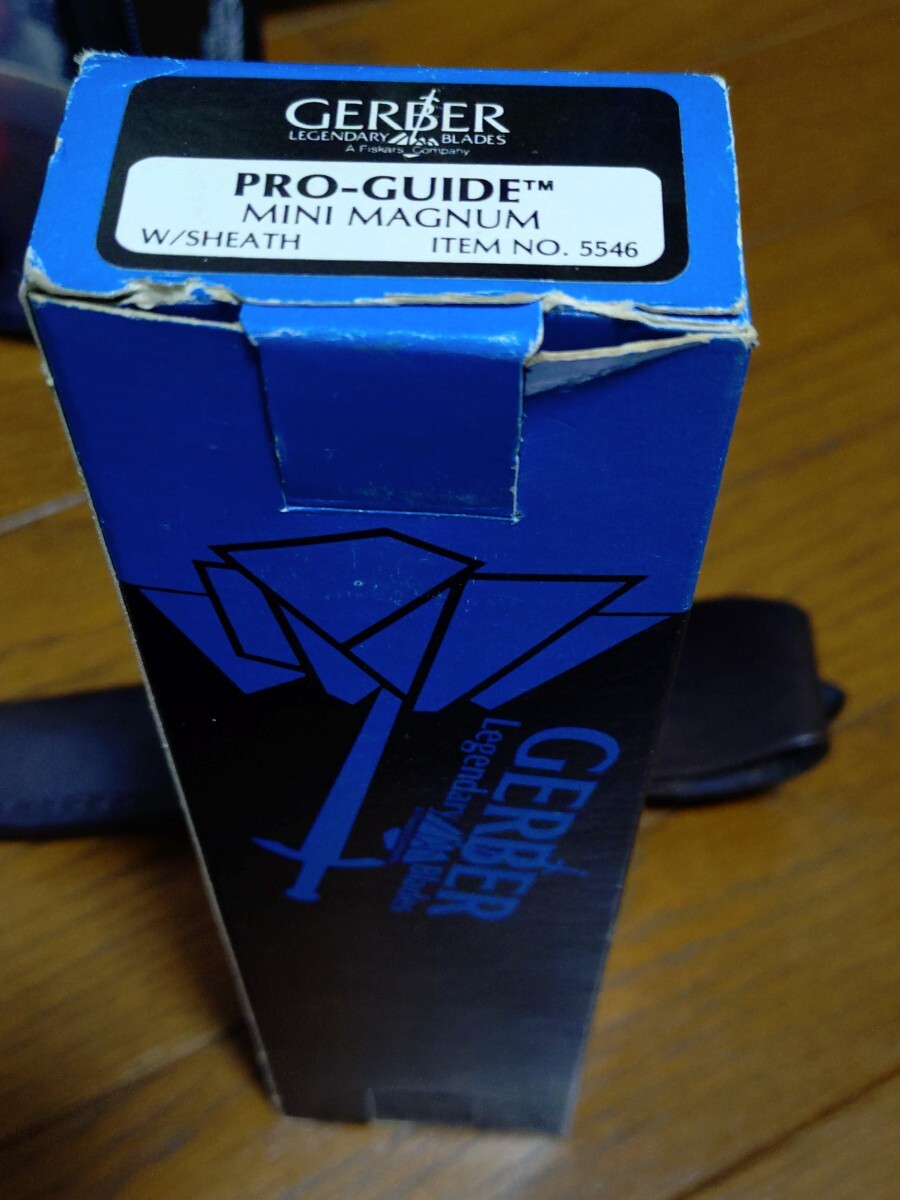 GERBER
LEGENDARY BLADES
A Fiskars Company
PRO-GUIDE™
MINI MAGNUM
W/SHEATH ITEM NO. 5546
GERBER
Legendary Blades